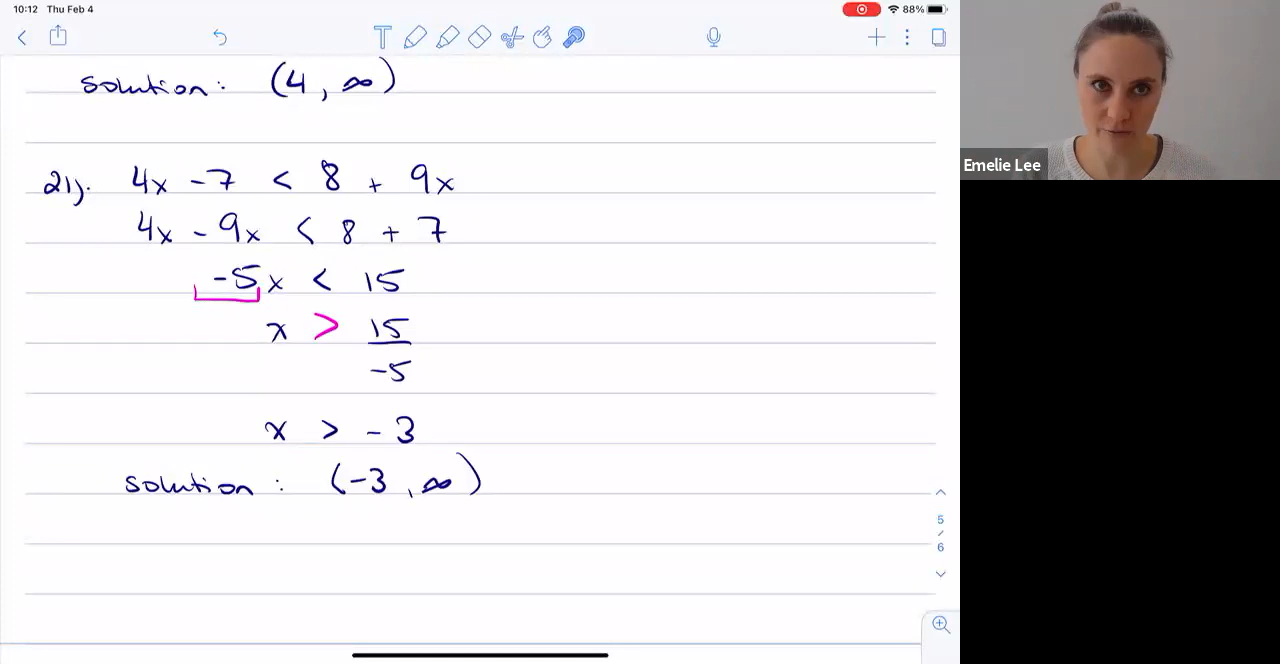 10:12 Thu Feb 4
88%
T
solution: (4, ∞)
21). 4x - 7 < 8 + 9x
4x - 9x < 8 + 7
-5x < 15
x > 15/-5
x > -3
solution: (-3, ∞)
5/6
Emelie Lee